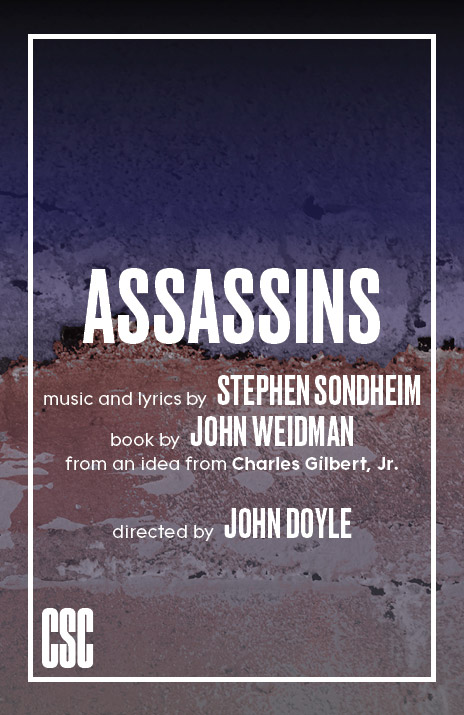 ASSASSINS
music and lyrics by STEPHEN SONDHEIM
book by JOHN WEIDMAN
from an idea from Charles Gilbert, Jr.
directed by JOHN DOYLE
CSC